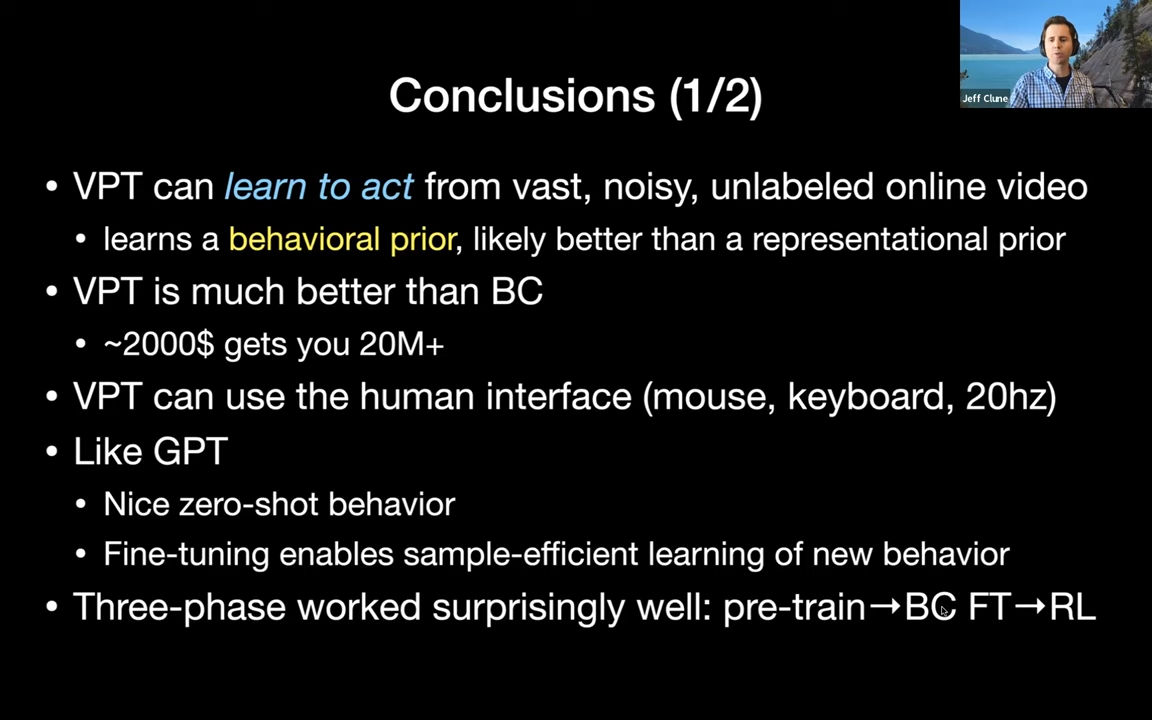 Jeff Clune
Conclusions (1/2)
• VPT can learn to act from vast, noisy, unlabeled online video
• learns a behavioral prior, likely better than a representational prior
• VPT is much better than BC
• ~2000$ gets you 20M+
• VPT can use the human interface (mouse, keyboard, 20hz)
• Like GPT
• Nice zero-shot behavior
• Fine-tuning enables sample-efficient learning of new behavior
• Three-phase worked surprisingly well: pre-train→BC FT→RL